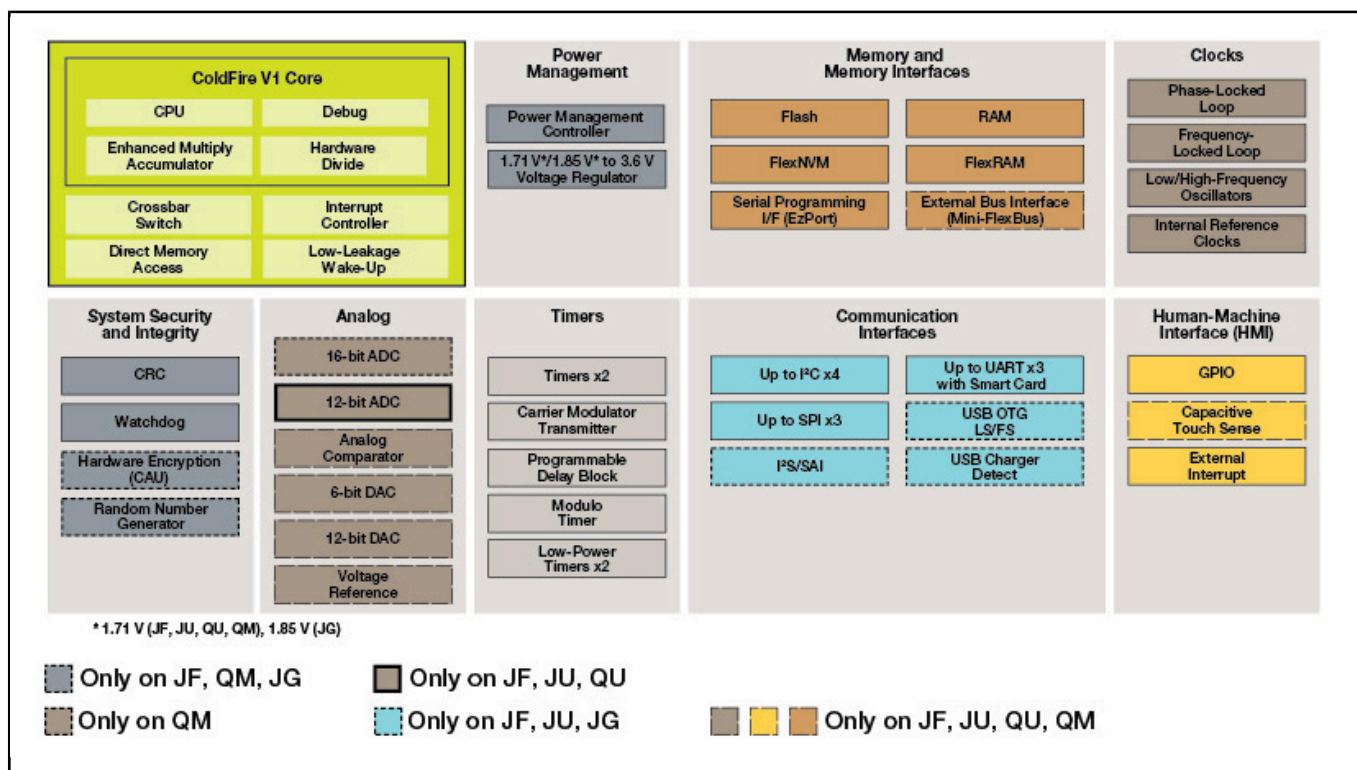 ColdFire V1 Core
CPU
Debug
Enhanced Multiply
Accumulator
Hardware
Divide
Crossbar
Switch
Interrupt
Controller
Direct Memory
Access
Low-Leakage
Wake-Up
Power
Management
Power Management
Controller
1.71 V*/1.85 V* to 3.6 V
Voltage Regulator
Memory and
Memory Interfaces
Flash
RAM
FlexNVM
FlexRAM
Serial Programming
I/F (EzPort)
External Bus Interface
(Mini-FlexBus)
Clocks
Phase-Locked
Loop
Frequency-
Locked Loop
Low/High-Frequency
Oscillators
Internal Reference
Clocks
System Security
and Integrity
CRC
Watchdog
Hardware Encryption
(CAU)
Random Number
Generator
Analog
16-bit ADC
12-bit ADC
Analog
Comparator
6-bit DAC
12-bit DAC
Voltage
Reference
Timers
Timers x2
Carrier Modulator
Transmitter
Programmable
Delay Block
Modulo
Timer
Low-Power
Timers x2
Communication
Interfaces
Up to I²C x4
Up to UART x3
with Smart Card
Up to SPI x3
USB OTG
LS/FS
I²S/SAI
USB Charger
Detect
Human-Machine
Interface (HMI)
GPIO
Capacitive
Touch Sense
External
Interrupt
* 1.71 V (JF, JU, QU, QM), 1.85 V (JG)
Only on JF, QM, JG
Only on JF, JU, QU
Only on QM
Only on JF, JU, JG
Only on JF, JU, QU, QM